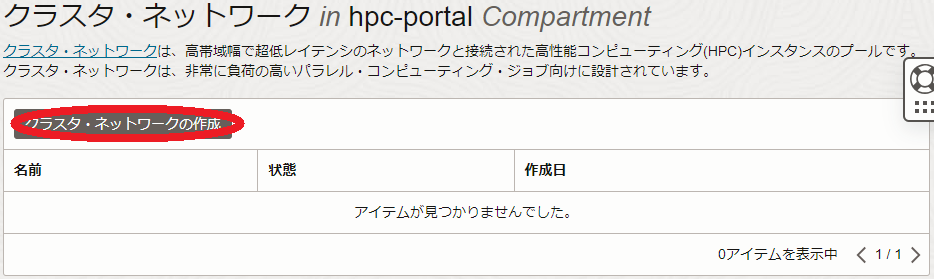 クラスタ・ネットワーク in hpc-portal Compartment
クラスタ・ネットワークは、高帯域幅で超低レイテンシのネットワークと接続された高性能コンピューティング(HPC)インスタンスのプールです。
クラスタ・ネットワークは、非常に負荷の高いパラレル・コンピューティング・ジョブ向けに設計されています。
クラスタ・ネットワークの作成
名前 状態 作成日
アイテムが見つかりませんでした。
0アイテムを表示中 1 / 1